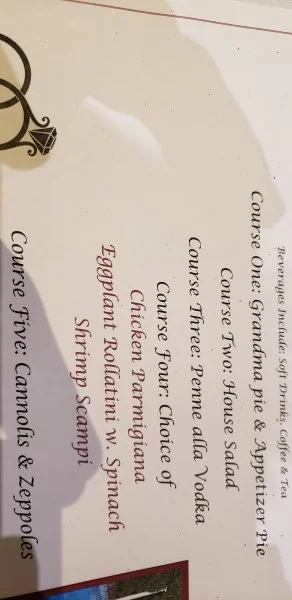 Beverages Include: Soft Drinks, Coffee & Tea
Course One: Grandma pie & Appetizer Pie
Course Two: House Salad
Course Three: Penne alla Vodka
Course Four: Choice of
Chicken Parmigiana
Eggplant Rollatini w. Spinach
Shrimp Scampi
Course Five: Cannolis & Zeppoles